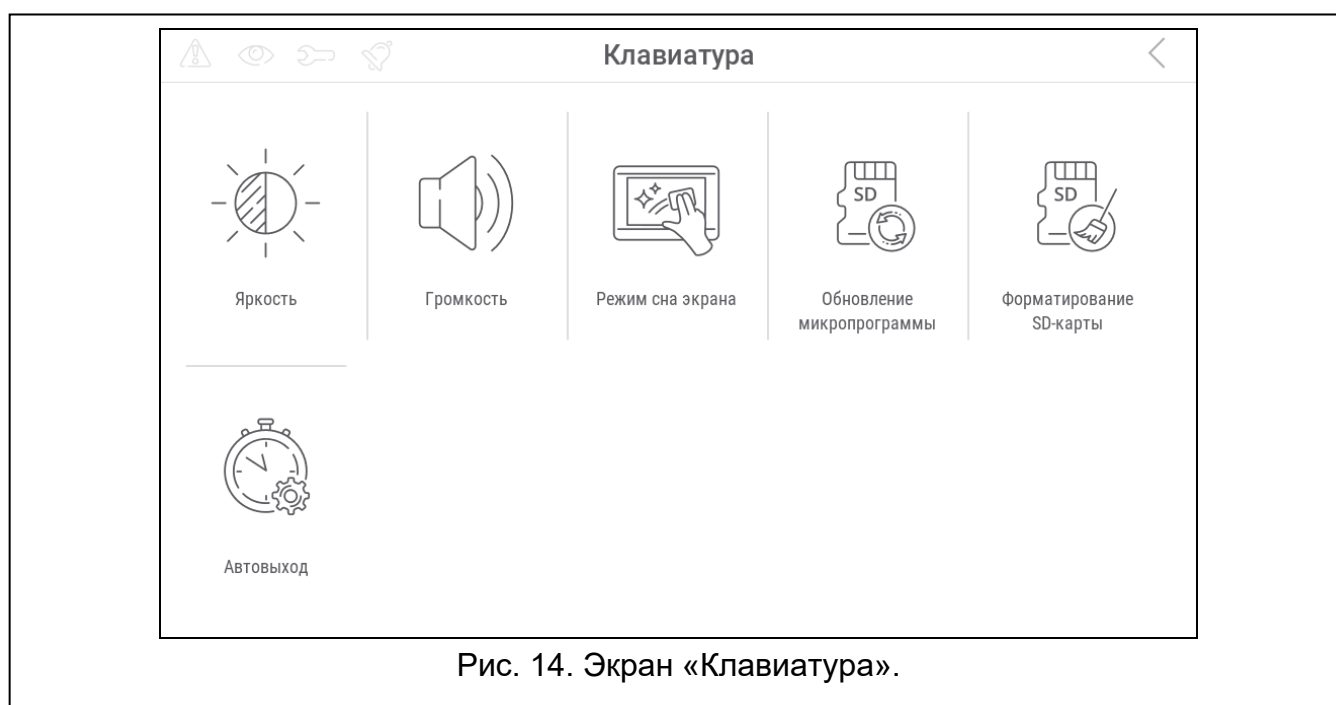 Клавиатура
Яркость
Громкость
Режим сна экрана
SD
Обновление
микропрограммы
SD
Форматирование
SD-карты
Автовыход
Рис. 14. Экран «Клавиатура».